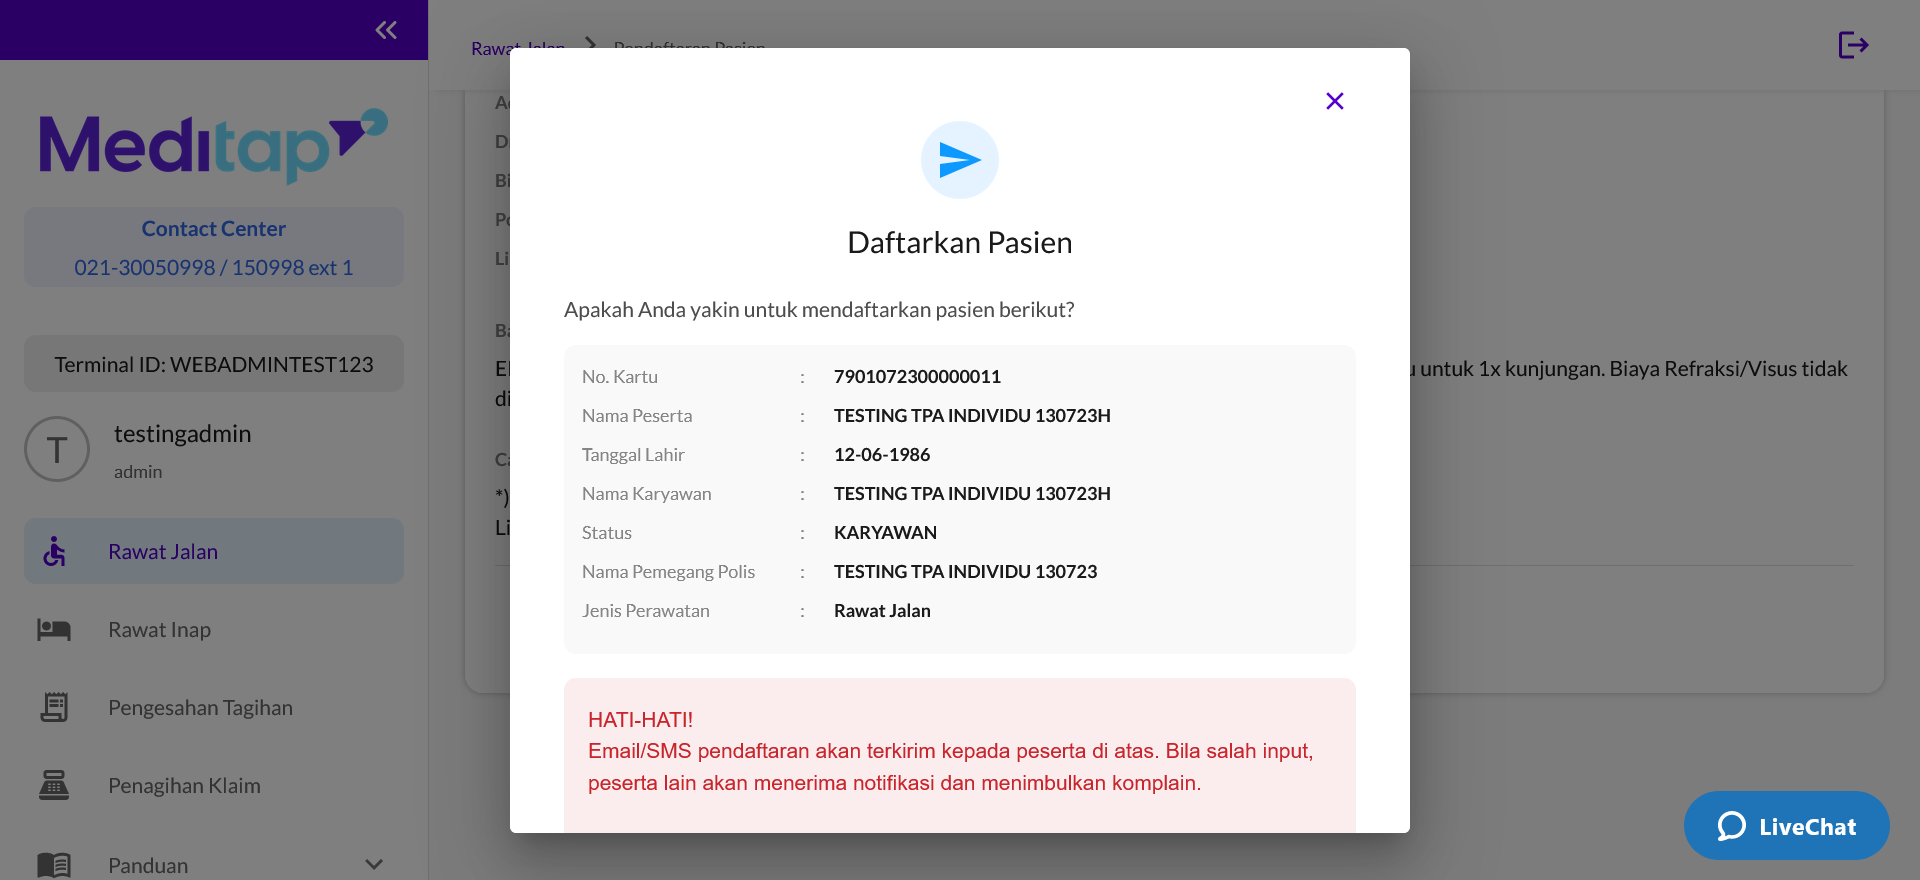 Meditap
Contact Center
021-30050998 / 150998 ext 1
Terminal ID: WEBADMINTEST123
T
testingadmin
admin
Rawat Jalan
Rawat Inap
Pengesahan Tagihan
Penagihan Klaim
Panduan
Rawat Jalan > Pendaftaran Pasien
Daftarkan Pasien
Apakah Anda yakin untuk mendaftarkan pasien berikut?
No. Kartu : 7901072300000011
Nama Peserta : TESTING TPA INDIVIDU 130723H
Tanggal Lahir : 12-06-1986
Nama Karyawan : TESTING TPA INDIVIDU 130723H
Status : KARYAWAN
Nama Pemegang Polis : TESTING TPA INDIVIDU 130723
Jenis Perawatan : Rawat Jalan
HATI-HATI!
Email/SMS pendaftaran akan terkirim kepada peserta di atas. Bila salah input,
peserta lain akan menerima notifikasi dan menimbulkan komplain.
untuk 1x kunjungan. Biaya Refraksi/Visus tidak
LiveChat